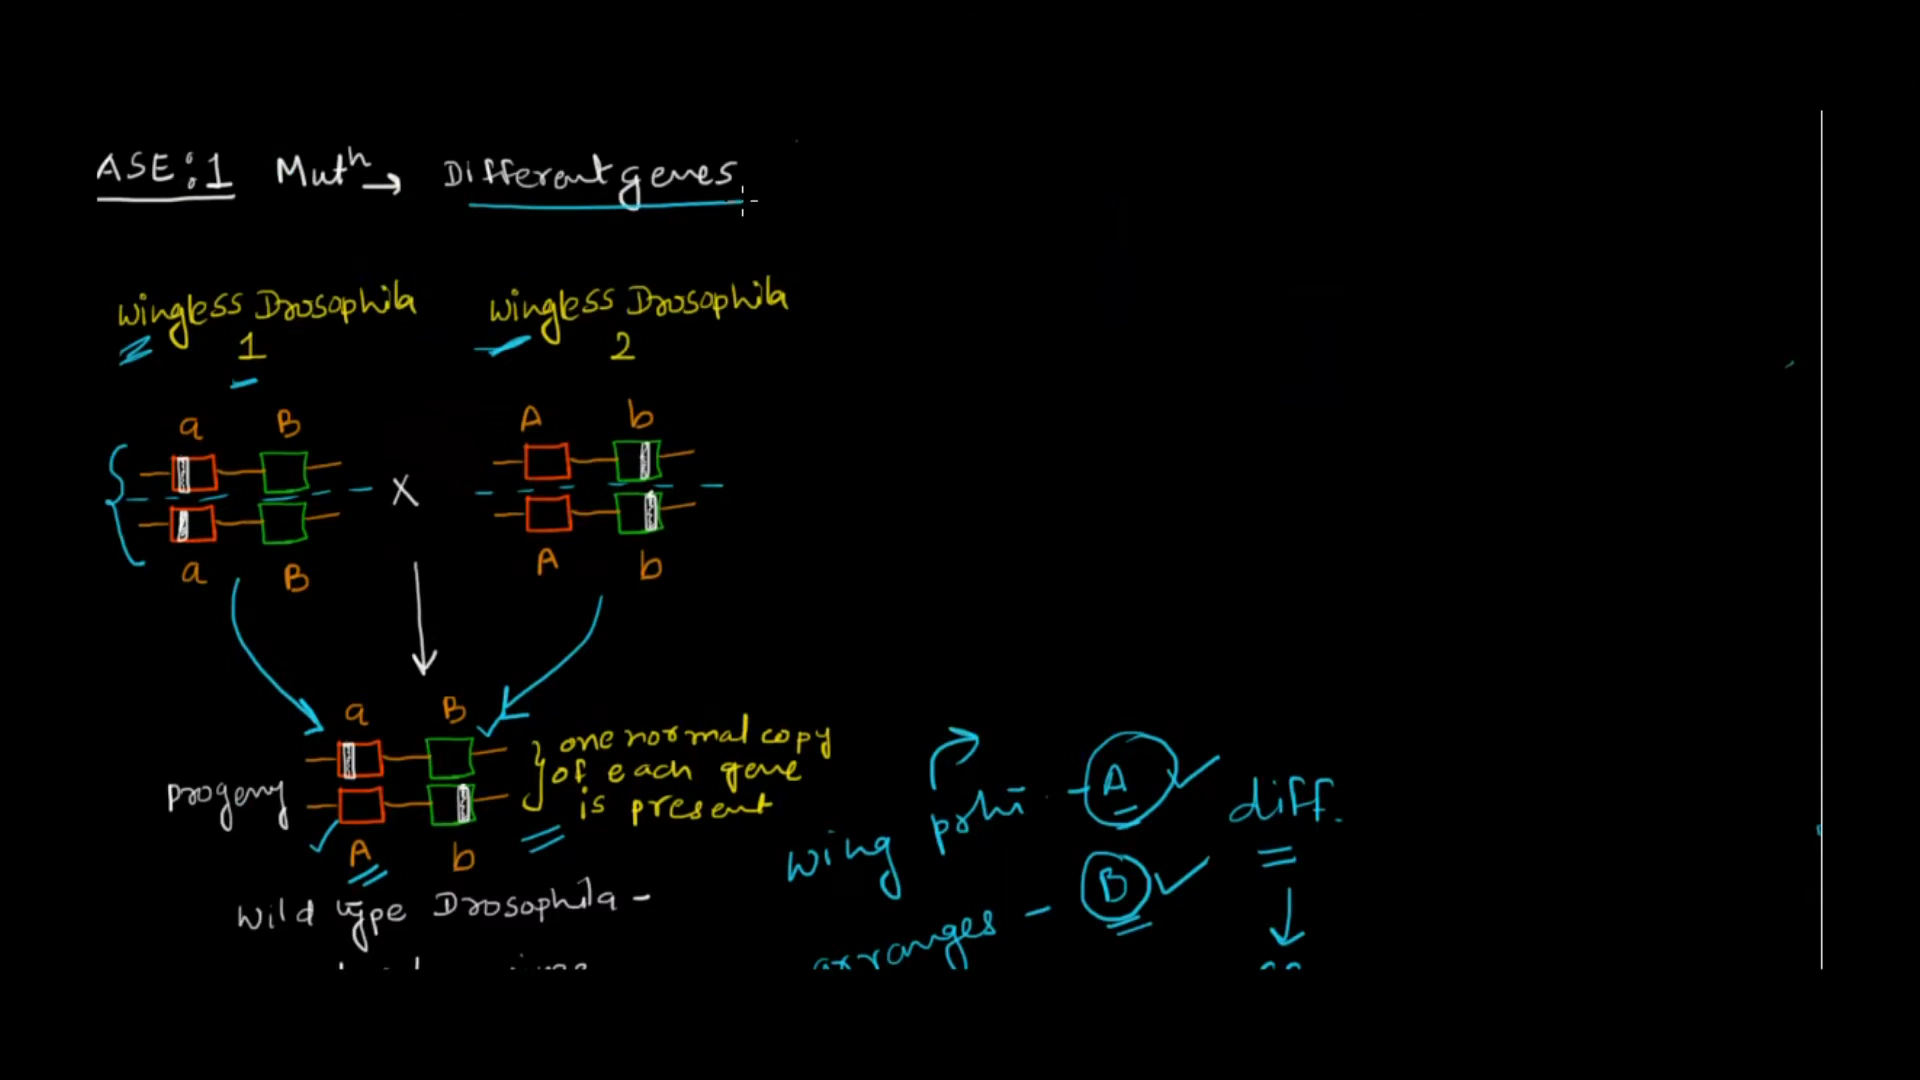 ASE:1 Mutⁿ → Different genes
wingless Drosophila
1
wingless Drosophila
2
a B
A b
X
a B
A b
a B
progeny
A b
one normal copy
of each gene
is present
wild type Drosophila -
wing - A
arranges - B
diff.